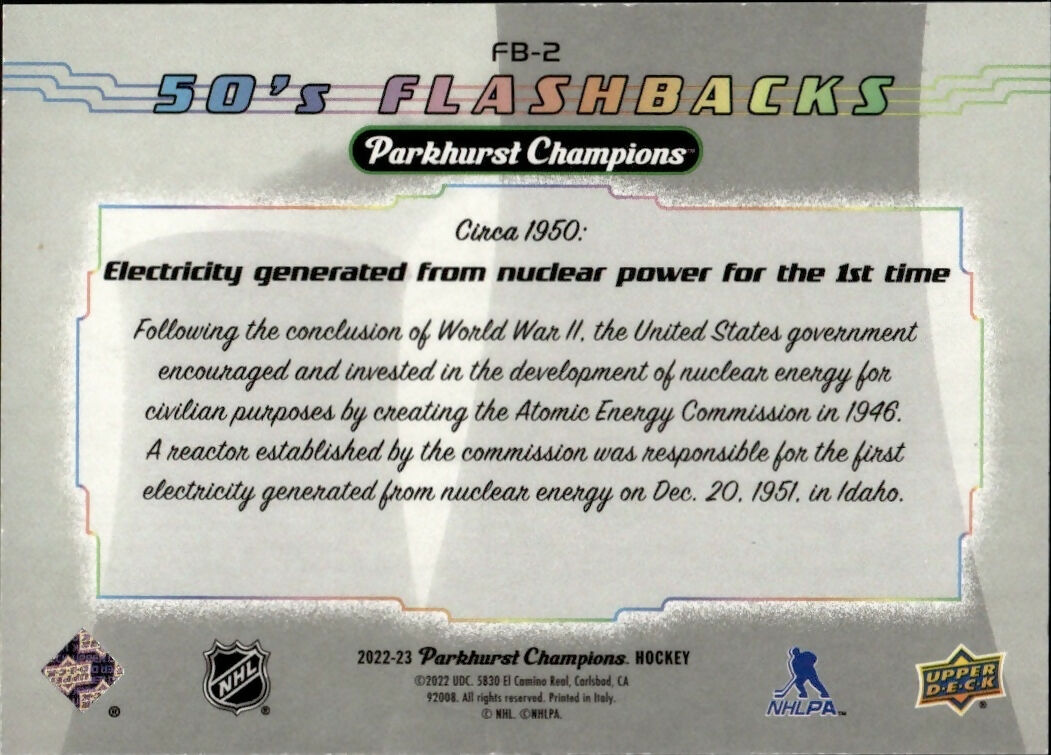 FB-2
50's FLASHBACKS
Parkhurst Champions™
Circa 1950:
Electricity generated from nuclear power for the 1st time
Following the conclusion of World War II, the United States government
encouraged and invested in the development of nuclear energy for
civilian purposes by creating the Atomic Energy Commission in 1946.
A reactor established by the commission was responsible for the first
electricity generated from nuclear energy on Dec. 20, 1951, in Idaho.
2022-23 Parkhurst Champions. HOCKEY
©2022 UDC. 5830 El Camino Real, Carlsbad, CA
92008. All rights reserved. Printed in Italy.
© NHL. ©NHLPA.
®
NHL ®
NHLPA™
UPPER
D·E·C·K ®